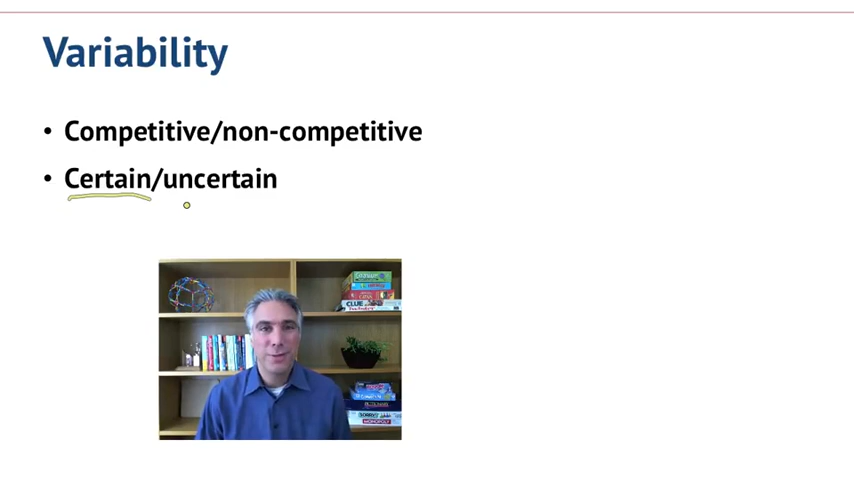 Variability
• Competitive/non-competitive
• Certain/uncertain
CLUE
MONOPOLY